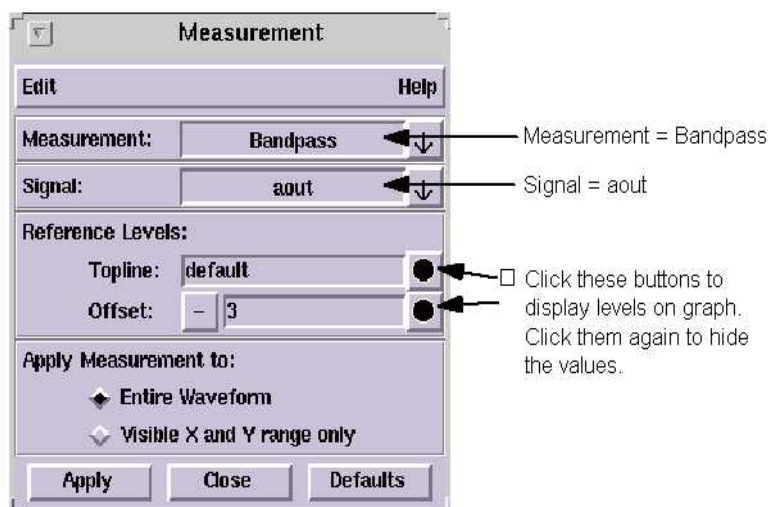 Measurement
Edit Help
Measurement: Bandpass
Measurement = Bandpass
Signal: aout
Signal = aout
Reference Levels:
Topline: default
Offset: - 3
Click these buttons to
display levels on graph.
Click them again to hide
the values.
Apply Measurement to:
Entire Waveform
Visible X and Y range only
Apply Close Defaults